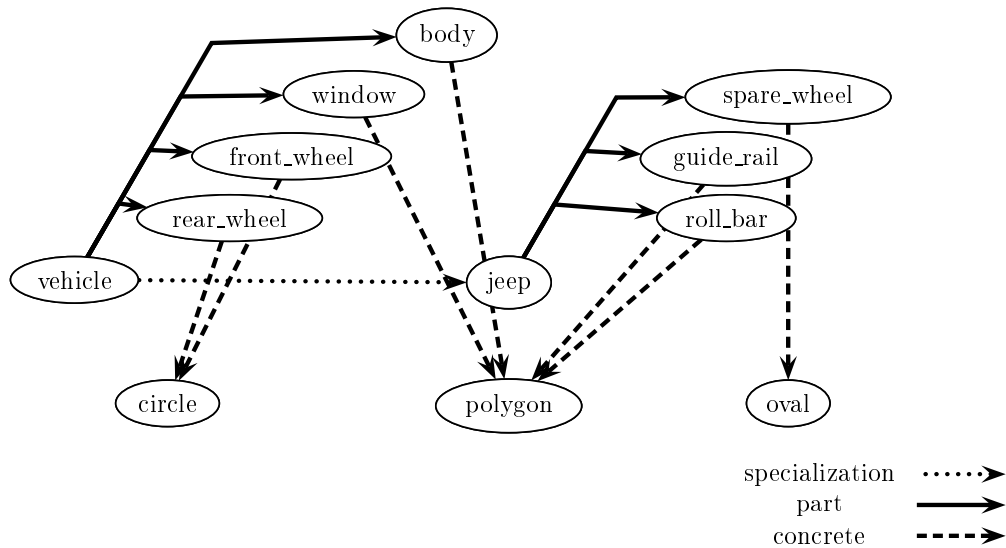 body
window
spare_wheel
front_wheel
guide_rail
rear_wheel
roll_bar
vehicle
jeep
circle
polygon
oval
specialization
part
concrete